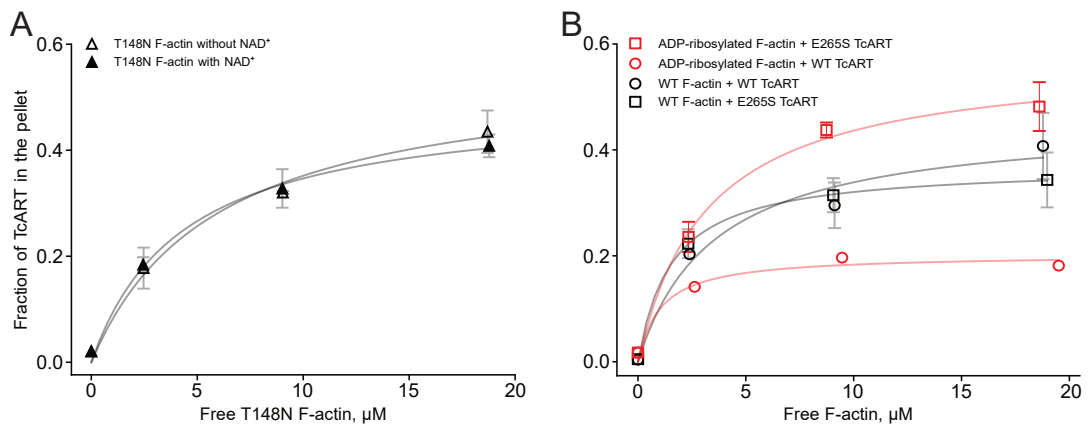 A
T148N F-actin without NAD⁺
T148N F-actin with NAD⁺
Fraction of TcART in the pellet
0.6
0.4
0.2
0.0
0 5 10 15 20
Free T148N F-actin, µM
B
ADP-ribosylated F-actin + E265S TcART
ADP-ribosylated F-actin + WT TcART
WT F-actin + WT TcART
WT F-actin + E265S TcART
0.6
0.4
0.2
0.0
0 5 10 15 20
Free F-actin, µM